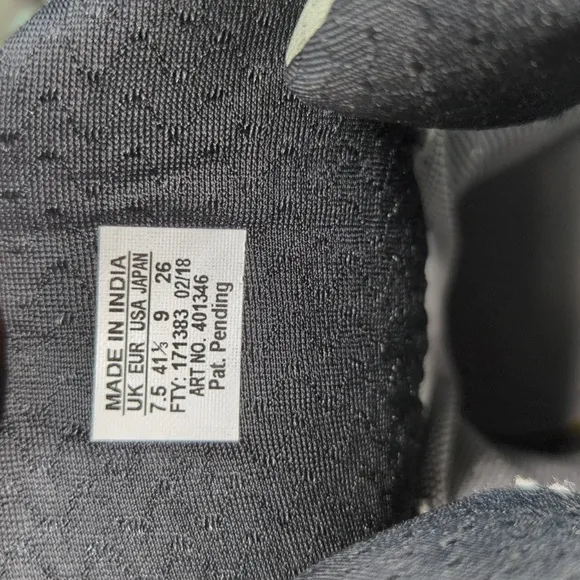 MADE IN INDIA
UK EUR USA JAPAN
7.5 41⅓ 9 26
FTY: 171383 02/18
ART NO. 401346
Pat. Pending